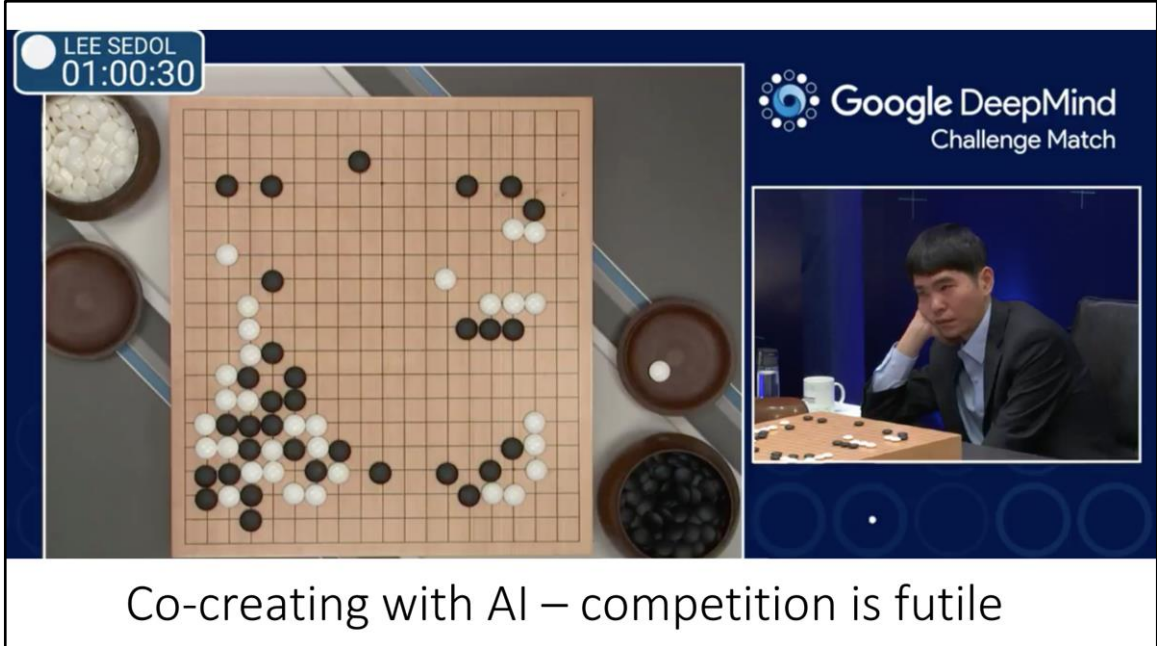 LEE SEDOL
01:00:30
Google DeepMind
Challenge Match
Co-creating with AI – competition is futile